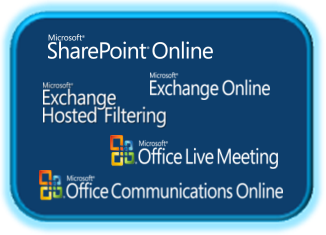 Microsoft®
SharePoint® Online
Microsoft®
Exchange Online
Microsoft®
Exchange
Hosted Filtering
Microsoft®
Office Live Meeting
Microsoft®
Office Communications Online